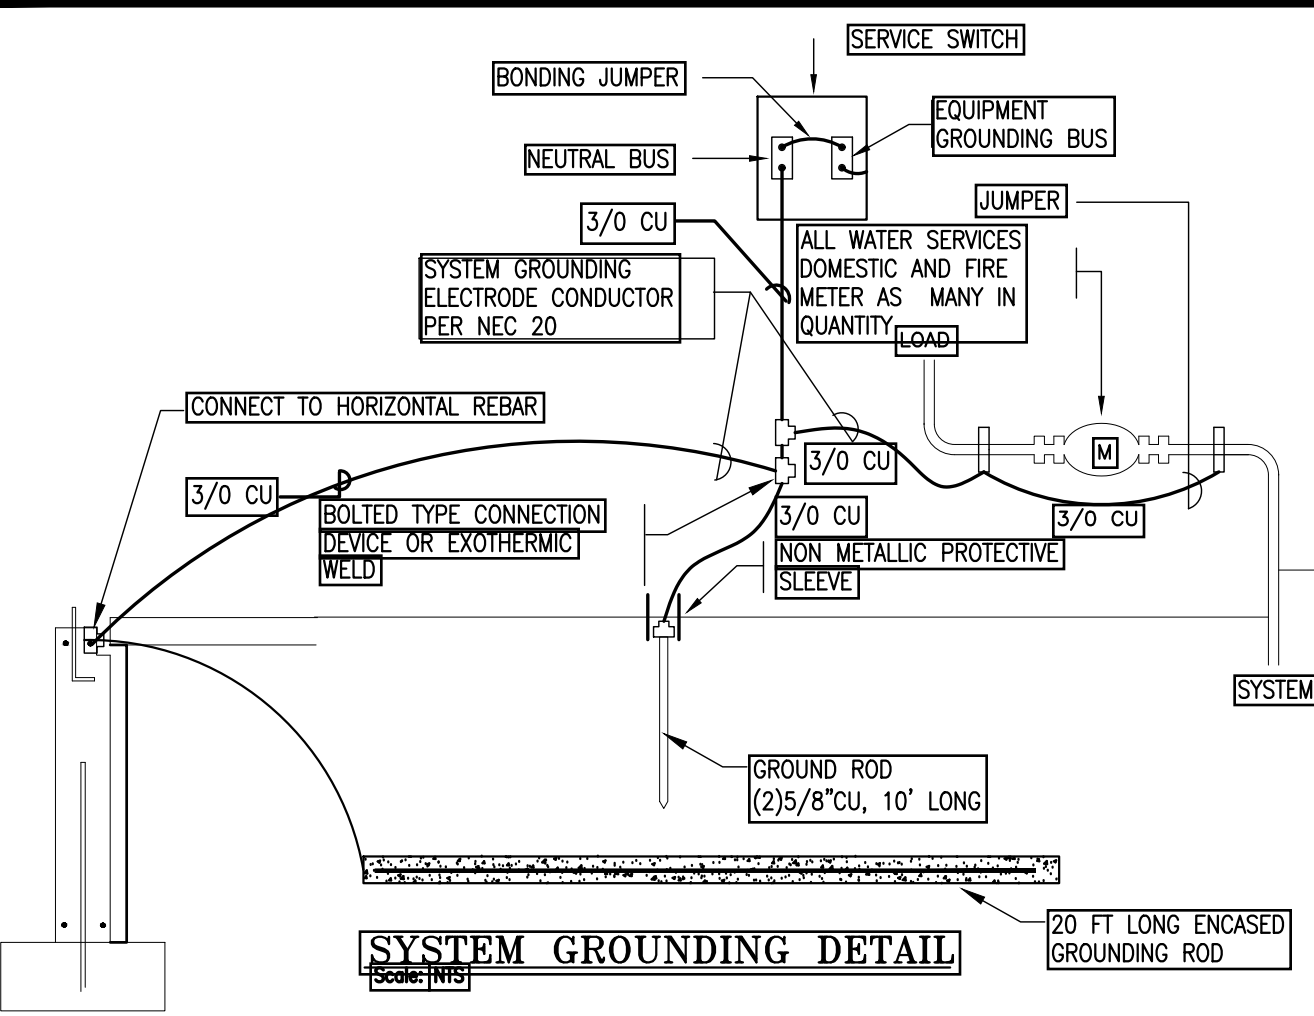 SERVICE SWITCH
BONDING JUMPER
EQUIPMENT
GROUNDING BUS
NEUTRAL BUS
JUMPER
3/0 CU
ALL WATER SERVICES
DOMESTIC AND FIRE
METER AS MANY IN
QUANTITY
SYSTEM GROUNDING
ELECTRODE CONDUCTOR
PER NEC 20
LOAD
CONNECT TO HORIZONTAL REBAR
M
3/0 CU
3/0 CU
BOLTED TYPE CONNECTION
DEVICE OR EXOTHERMIC
WELD
3/0 CU
3/0 CU
NON METALLIC PROTECTIVE
SLEEVE
SYSTEM
GROUND ROD
(2)5/8"CU, 10' LONG
20 FT LONG ENCASED
GROUNDING ROD
SYSTEM GROUNDING DETAIL
Scale: NTS